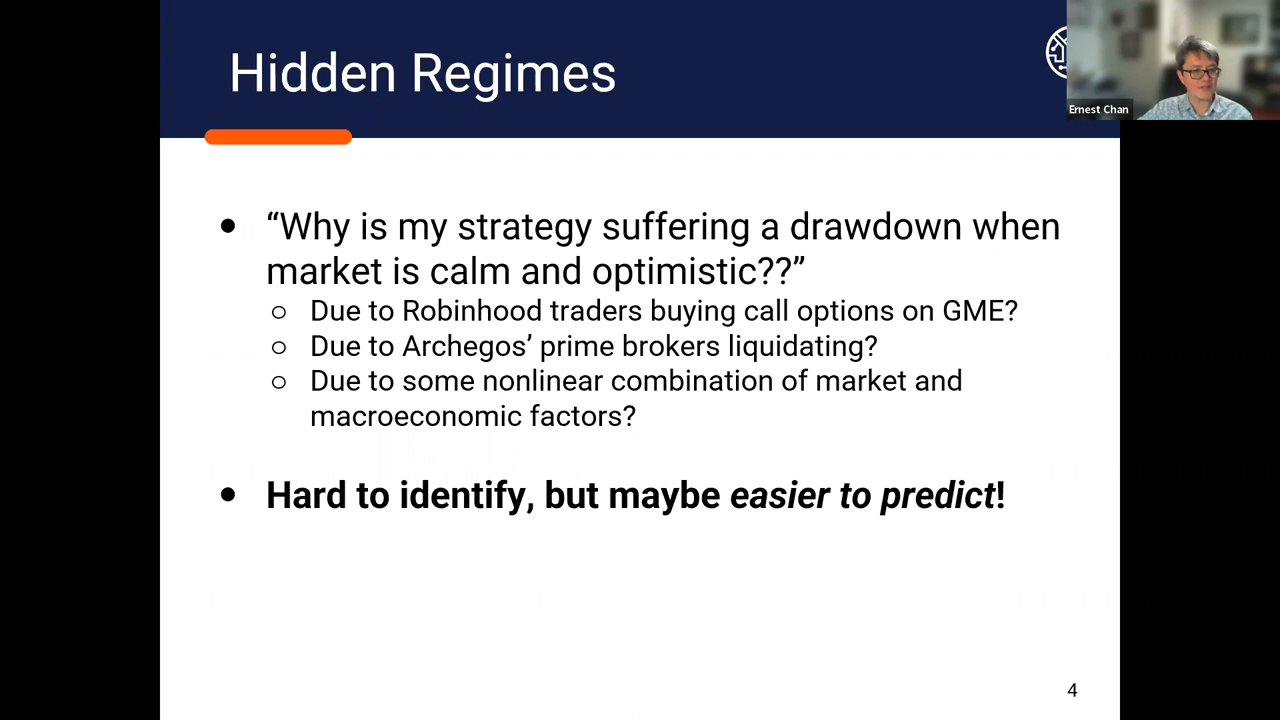 Hidden Regimes
Ernest Chan
● “Why is my strategy suffering a drawdown when
market is calm and optimistic??”
○ Due to Robinhood traders buying call options on GME?
○ Due to Archegos’ prime brokers liquidating?
○ Due to some nonlinear combination of market and
macroeconomic factors?
● Hard to identify, but maybe easier to predict!
4